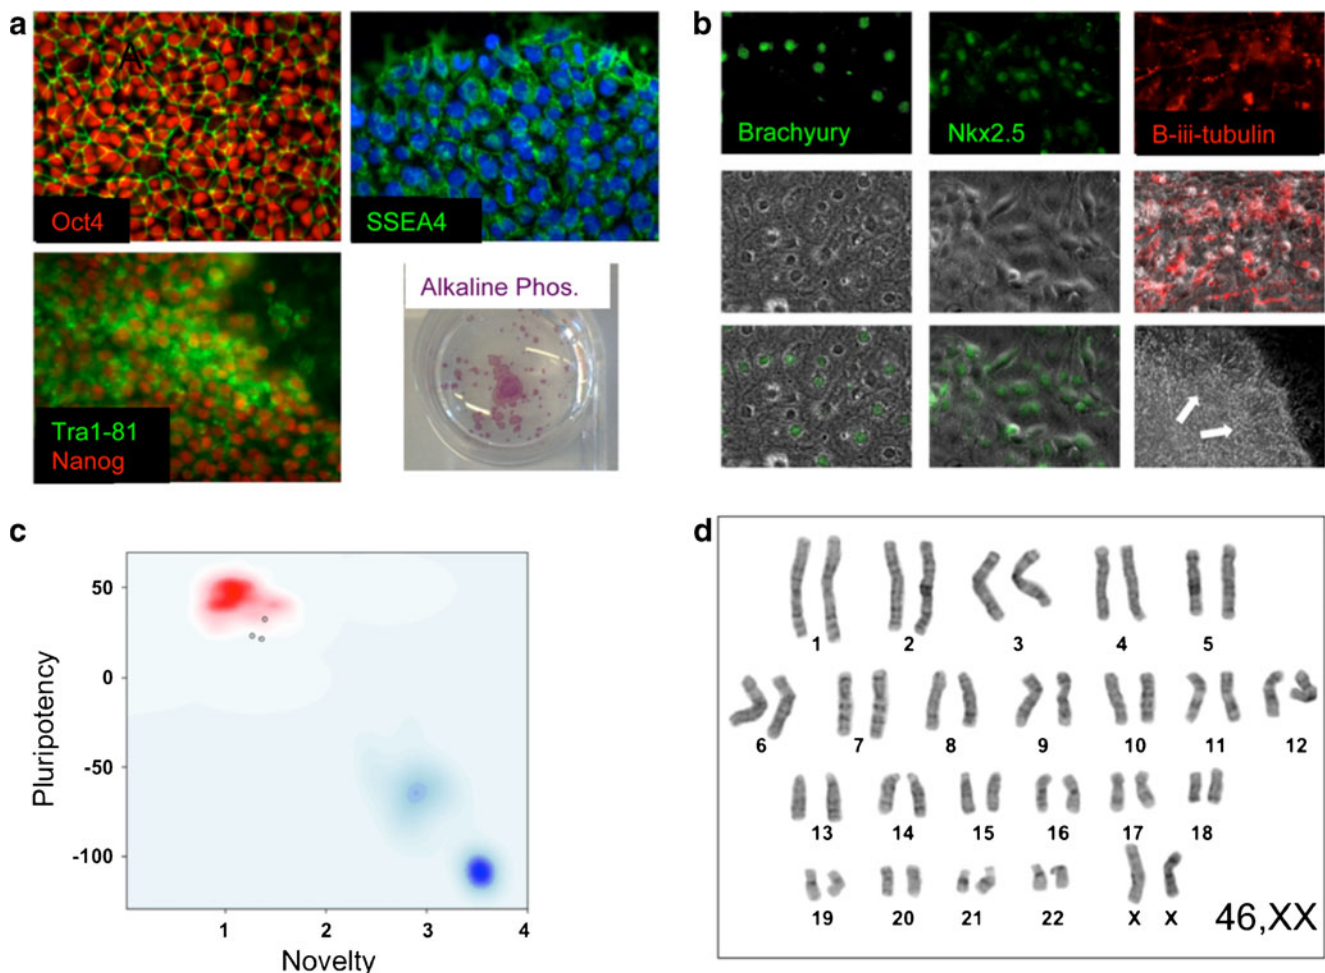 a
A
Oct4
SSEA4
Tra1-81
Nanog
Alkaline Phos.
b
Brachyury
Nkx2.5
B-iii-tubulin
c
Pluripotency
50
0
-50
-100
1 2 3 4
Novelty
d
1 2 3 4 5
6 7 8 9 10 11 12
13 14 15 16 17 18
19 20 21 22 X X
46,XX